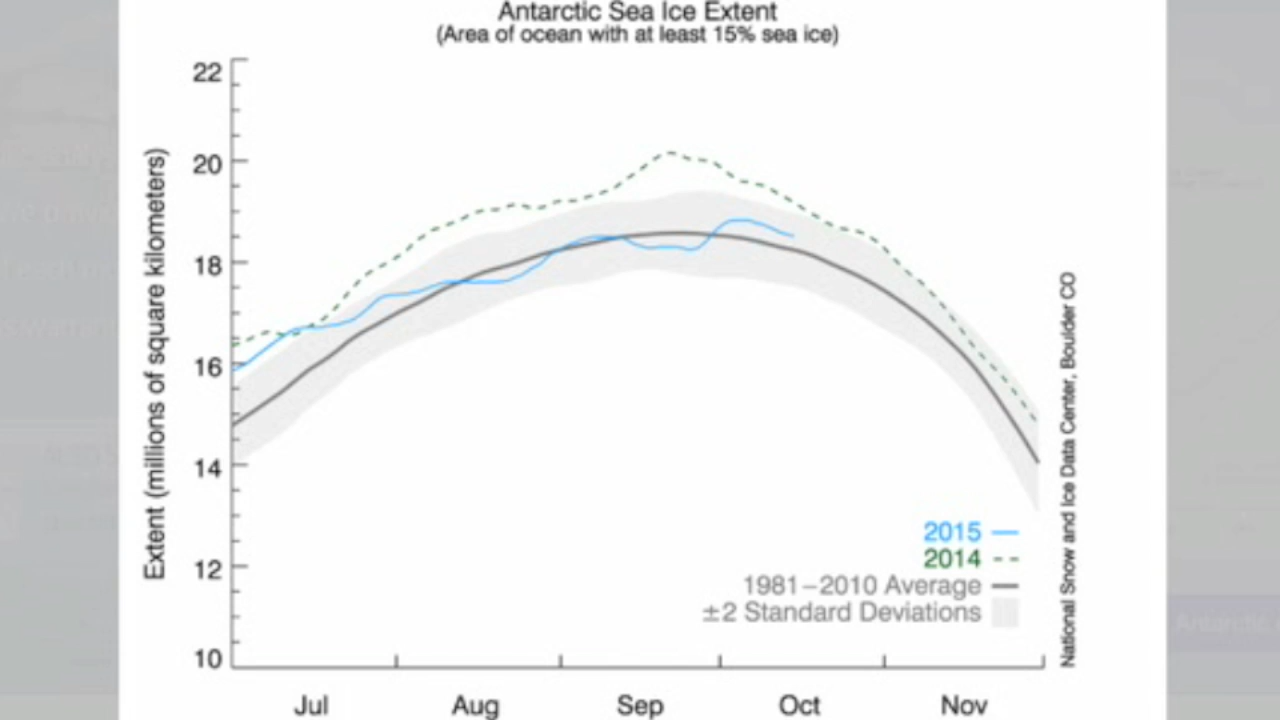 Antarctic Sea Ice Extent
(Area of ocean with at least 15% sea ice)
Extent (millions of square kilometers)
22
20
18
16
14
12
10
Jul Aug Sep Oct Nov
2015
2014
1981–2010 Average
±2 Standard Deviations
National Snow and Ice Data Center, Boulder CO
Antarctic